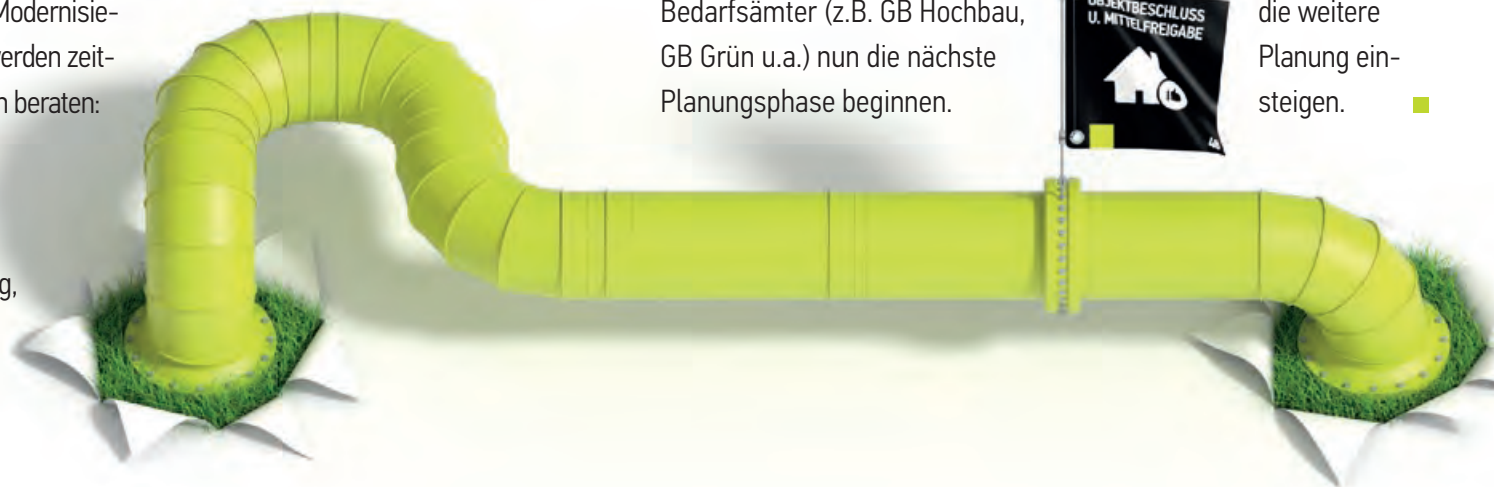 Modernisie-
erden zeit-
n beraten:
g,
Bedarfsämter (z.B. GB Hochbau,
GB Grün u.a.) nun die nächste
Planungsphase beginnen.
OBJEKTBESCHLUSS
U. MITTELFREIGABE
die weitere
Planung ein-
steigen.